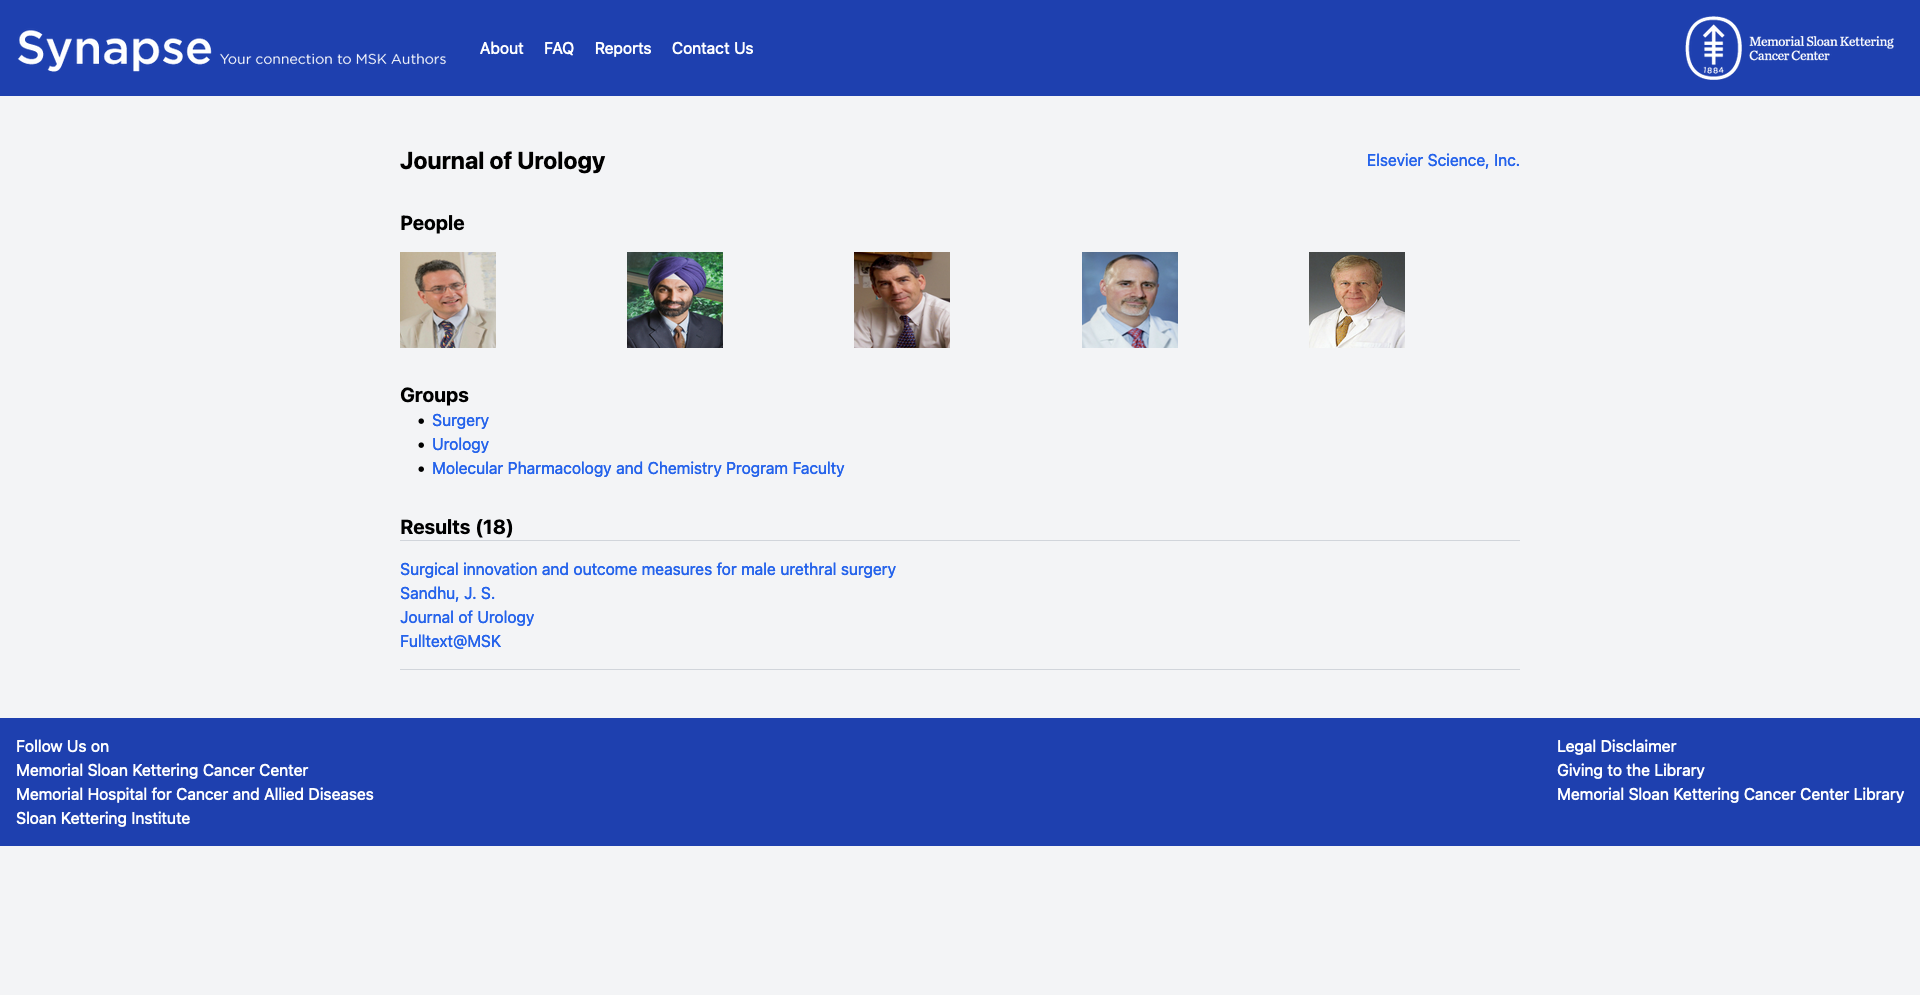 Synapse Your connection to MSK Authors
About FAQ Reports Contact Us
1884
Memorial Sloan Kettering
Cancer Center
Journal of Urology
Elsevier Science, Inc.
People
Groups
• Surgery
• Urology
• Molecular Pharmacology and Chemistry Program Faculty
Results (18)
Surgical innovation and outcome measures for male urethral surgery
Sandhu, J. S.
Journal of Urology
Fulltext@MSK
Follow Us on
Memorial Sloan Kettering Cancer Center
Memorial Hospital for Cancer and Allied Diseases
Sloan Kettering Institute
Legal Disclaimer
Giving to the Library
Memorial Sloan Kettering Cancer Center Library